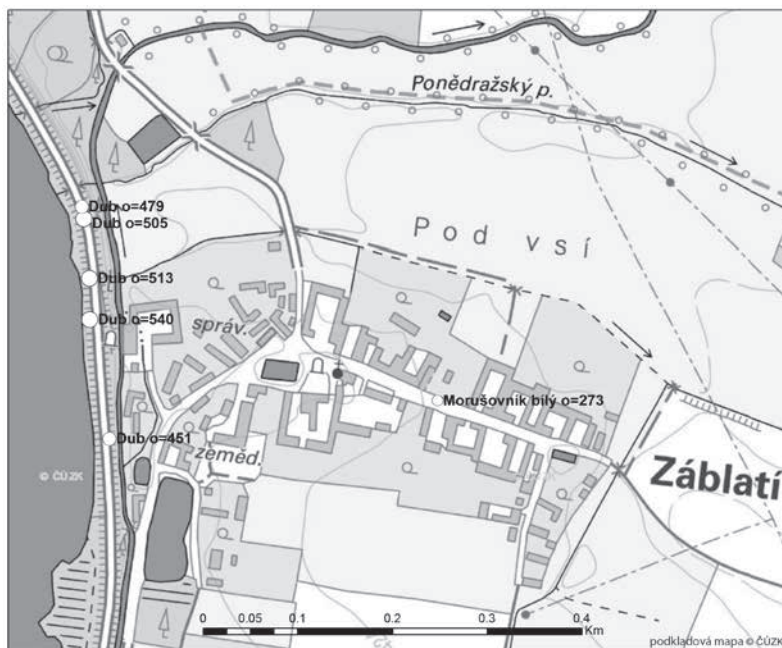 Ponědražský p.
Dub o=479
Dub o=505
Pod vsí
Dub o=513
Dub o=540
správ.
Morušovník bílý o=273
Dub o=451
zeměd.
© ČÚZK
Záblatí
0 0.05 0.1 0.2 0.3 0.4
Km
podkladová mapa © ČÚZK